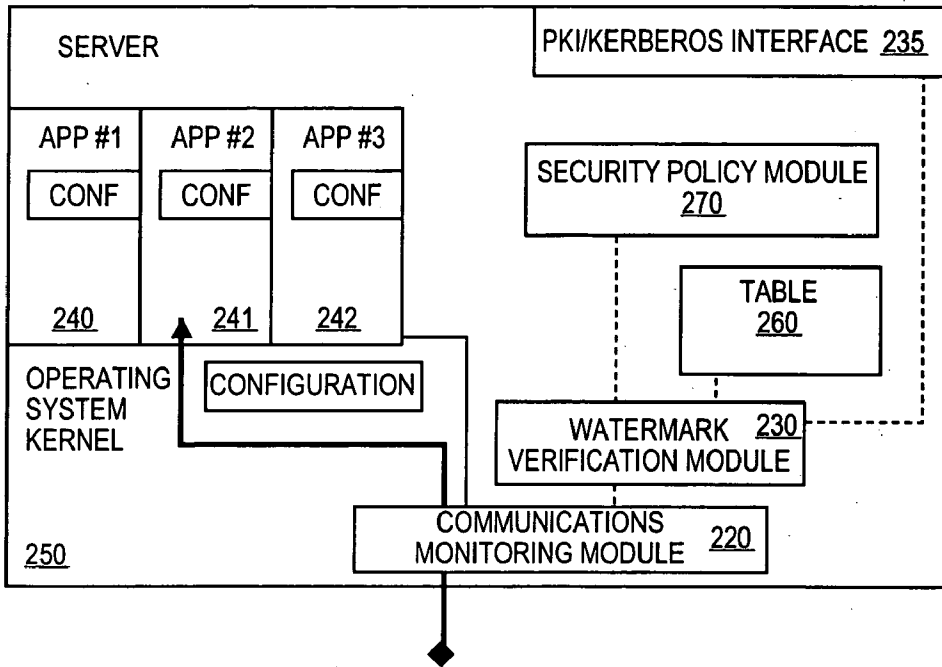 SERVER
PKI/KERBEROS INTERFACE 235
APP #1
APP #2
APP #3
CONF
CONF
CONF
SECURITY POLICY MODULE
270
TABLE
260
240
241
242
OPERATING
SYSTEM
KERNEL
CONFIGURATION
WATERMARK 230
VERIFICATION MODULE
COMMUNICATIONS
MONITORING MODULE 220
250